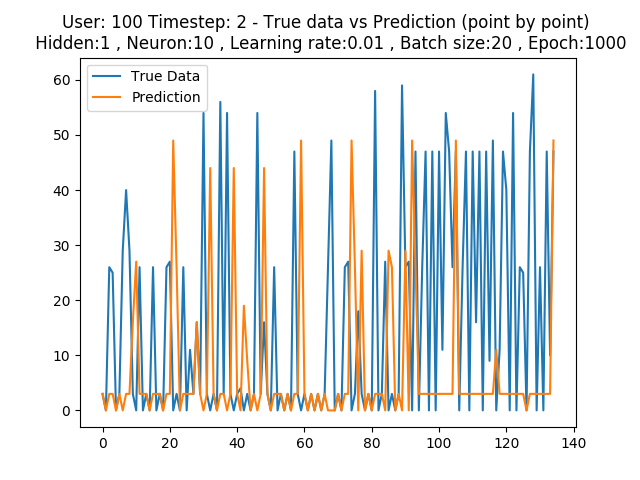 User: 100 Timestep: 2 - True data vs Prediction (point by point)
Hidden:1 , Neuron:10 , Learning rate:0.01 , Batch size:20 , Epoch:1000
True Data
Prediction
60
50
40
30
20
10
0
0 20 40 60 80 100 120 140